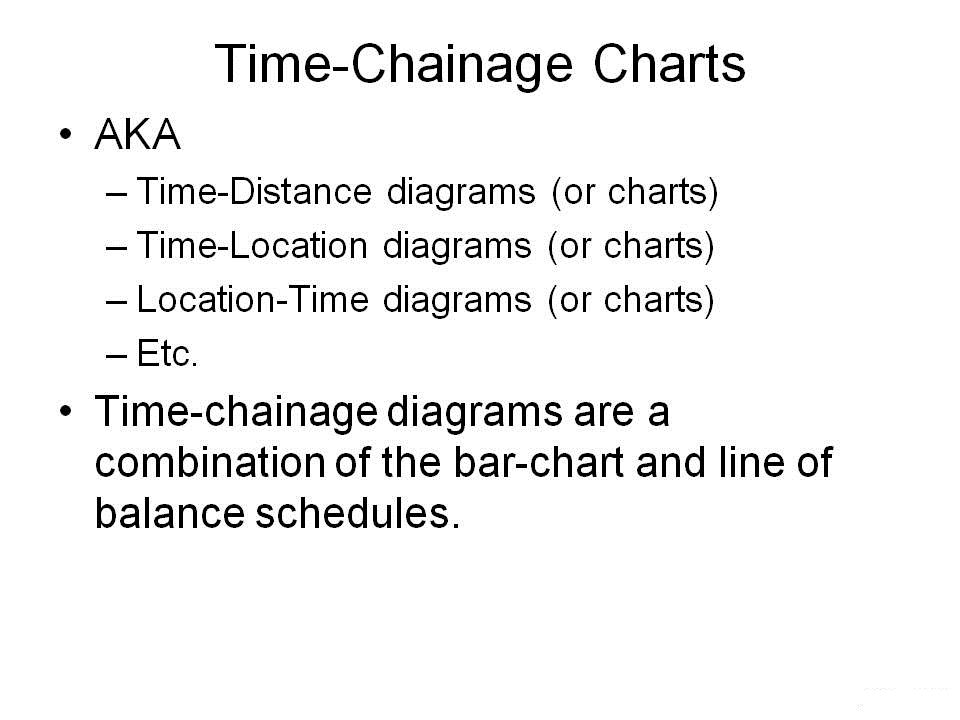 Time-Chainage Charts
• AKA
– Time-Distance diagrams (or charts)
– Time-Location diagrams (or charts)
– Location-Time diagrams (or charts)
– Etc.
• Time-chainage diagrams are a
combination of the bar-chart and line of
balance schedules.